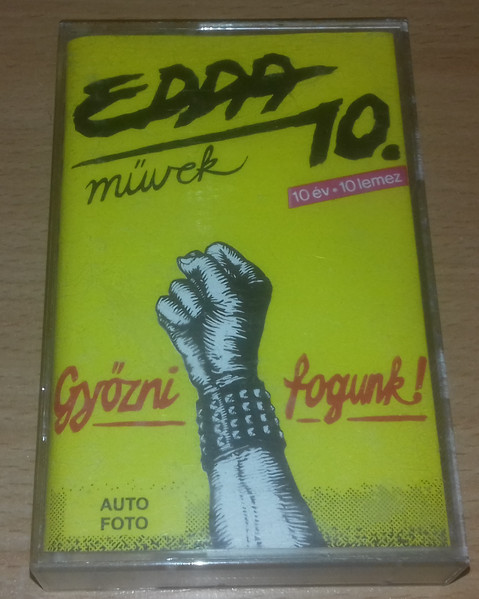 EDDA 10.
művek
10 év • 10 lemez
Győzni fogunk!
AUTO
FOTO